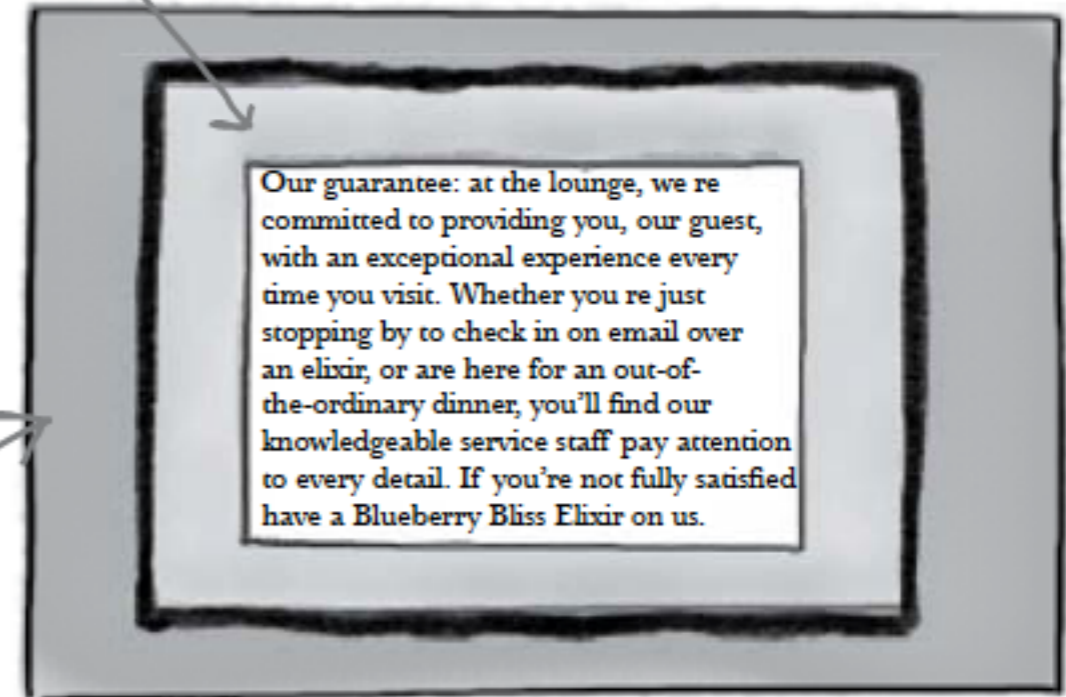 Our guarantee: at the lounge, we re
committed to providing you, our guest,
with an exceptional experience every
time you visit. Whether you re just
stopping by to check in on email over
an elixir, or are here for an out-of-
the-ordinary dinner, you’ll find our
knowledgeable service staff pay attention
to every detail. If you’re not fully satisfied
have a Blueberry Bliss Elixir on us.